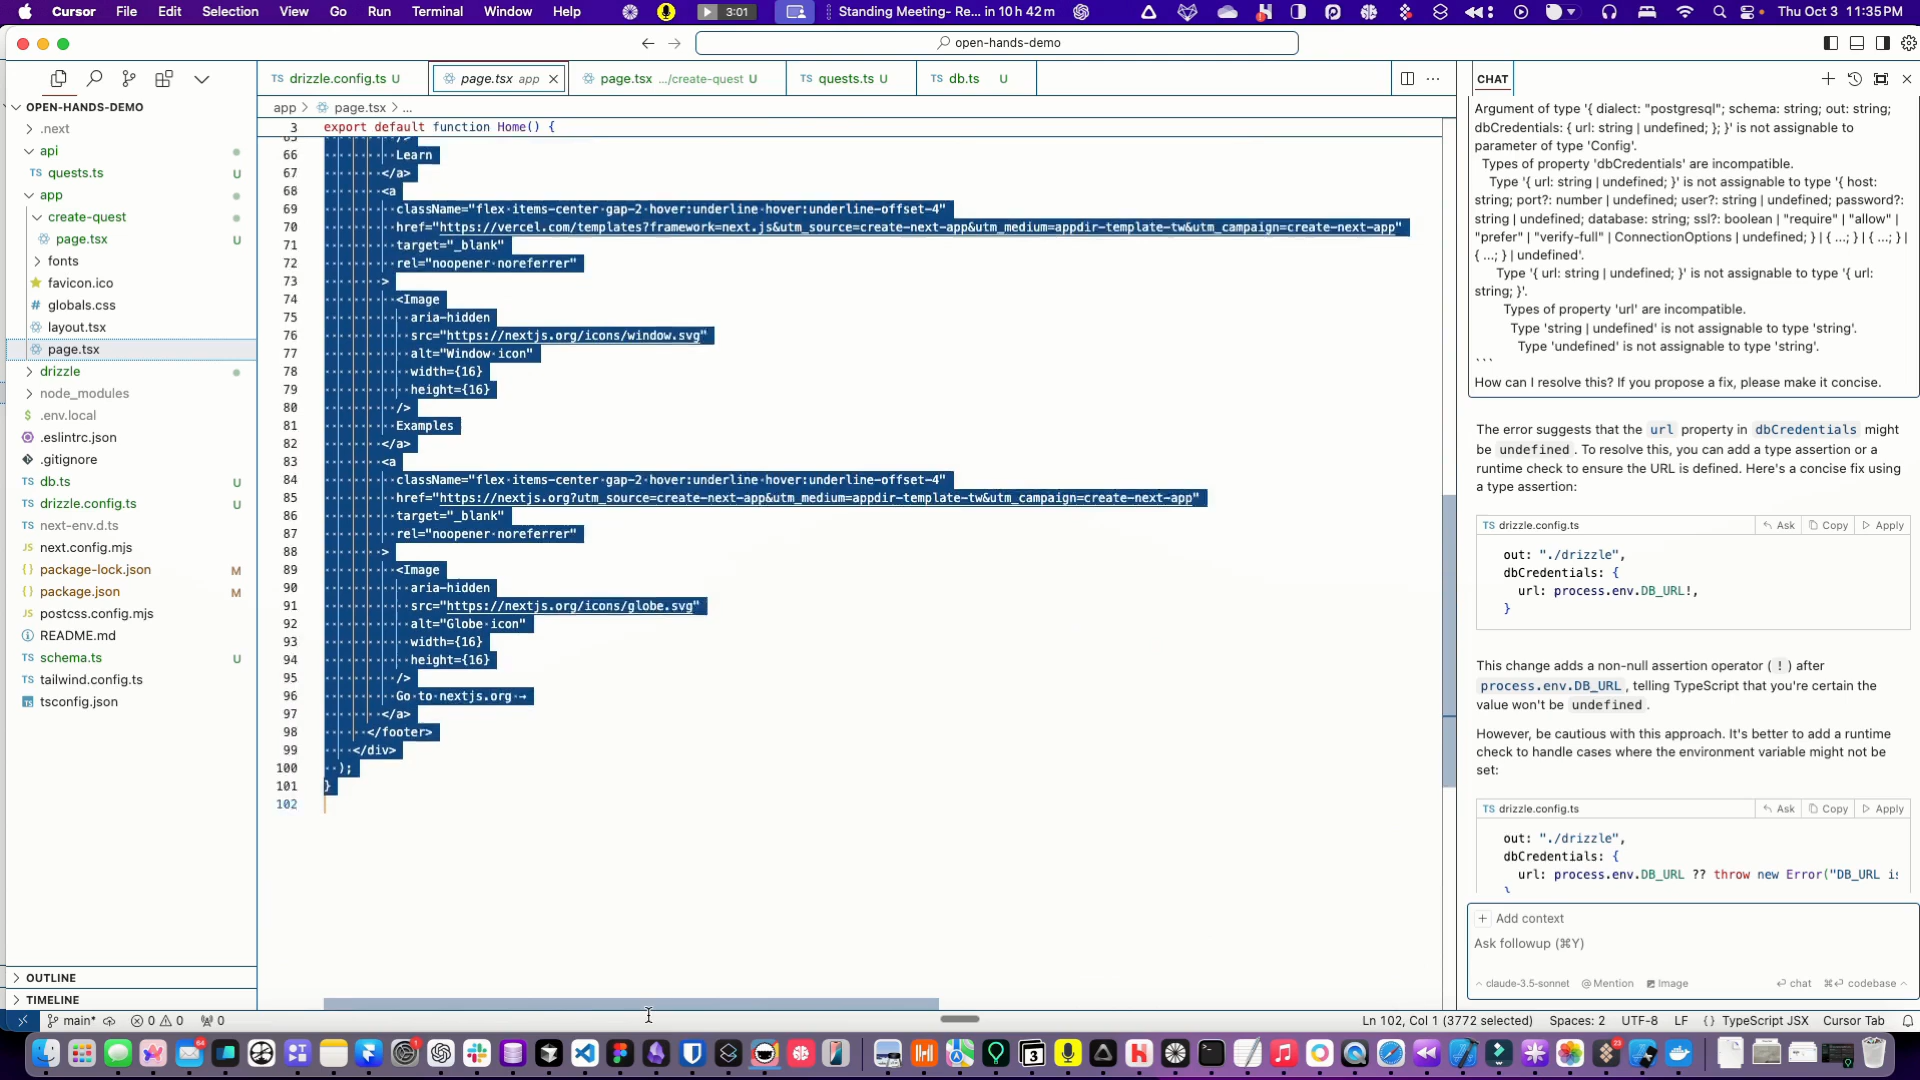 Cursor File Edit Selection View Go Run Terminal Window Help 3:01 Standing Meeting- Re... in 10 h 42 m Thu Oct 3 11:35 PM
open-hands-demo
drizzle.config.ts U page.tsx app page.tsx .../create-quest U quests.ts U db.ts U
CHAT
OPEN-HANDS-DEMO
.next
api
quests.ts U
app
create-quest
page.tsx U
fonts
favicon.ico
globals.css
layout.tsx
page.tsx
drizzle
node_modules
.env.local
.eslintrc.json
.gitignore
db.ts U
drizzle.config.ts U
next-env.d.ts
next.config.mjs
package-lock.json M
package.json M
postcss.config.mjs
README.md
schema.ts U
tailwind.config.ts
tsconfig.json
OUTLINE
TIMELINE
app > page.tsx > ...
3 export default function Home() {
65 />
66 Learn
67 </a>
68 <a
69 className="flex items-center gap-2 hover:underline hover:underline-offset-4"
70 href="https://vercel.com/templates?framework=next.js&utm_source=create-next-app&utm_medium=appdir-template-tw&utm_campaign=create-next-app"
71 target="_blank"
72 rel="noopener noreferrer"
73 >
74 <Image
75 aria-hidden
76 src="https://nextjs.org/icons/window.svg"
77 alt="Window icon"
78 width={16}
79 height={16}
80 />
81 Examples
82 </a>
83 <a
84 className="flex items-center gap-2 hover:underline hover:underline-offset-4"
85 href="https://nextjs.org?utm_source=create-next-app&utm_medium=appdir-template-tw&utm_campaign=create-next-app"
86 target="_blank"
87 rel="noopener noreferrer"
88 >
89 <Image
90 aria-hidden
91 src="https://nextjs.org/icons/globe.svg"
92 alt="Globe icon"
93 width={16}
94 height={16}
95 />
96 Go to nextjs.org →
97 </a>
98 </footer>
99 </div>
100 );
101 }
102
Argument of type '{ dialect: "postgresql"; schema: string; out: string;
dbCredentials: { url: string | undefined; }; }' is not assignable to
parameter of type 'Config'.
Types of property 'dbCredentials' are incompatible.
Type '{ url: string | undefined; }' is not assignable to type '{ host:
string; port?: number | undefined; user?: string | undefined; password?:
string | undefined; database: string; ssl?: boolean | "require" | "allow" |
"prefer" | "verify-full" | ConnectionOptions | undefined; } | { ...; } |
{ ...; } | undefined'.
Type '{ url: string | undefined; }' is not assignable to type '{ url:
string; }'.
Types of property 'url' are incompatible.
Type 'string | undefined' is not assignable to type 'string'.
Type 'undefined' is not assignable to type 'string'.
```
How can I resolve this? If you propose a fix, please make it concise.
The error suggests that the url property in dbCredentials might
be undefined. To resolve this, you can add a type assertion or a
runtime check to ensure the URL is defined. Here's a concise fix using
a type assertion:
TS drizzle.config.ts Ask Copy Apply
out: "./drizzle",
dbCredentials: {
url: process.env.DB_URL!,
}
This change adds a non-null assertion operator ( ! ) after
process.env.DB_URL, telling TypeScript that you're certain the
value won't be undefined.
However, be cautious with this approach. It's better to add a runtime
check to handle cases where the environment variable might not be
set:
TS drizzle.config.ts Ask Copy Apply
out: "./drizzle",
dbCredentials: {
url: process.env.DB_URL ?? throw new Error("DB_URL is
}
+ Add context
Ask followup (⌘Y)
claude-3.5-sonnet @Mention Image chat codebase
main* 0 0 0 Ln 102, Col 1 (3772 selected) Spaces: 2 UTF-8 LF {} TypeScript JSX Cursor Tab